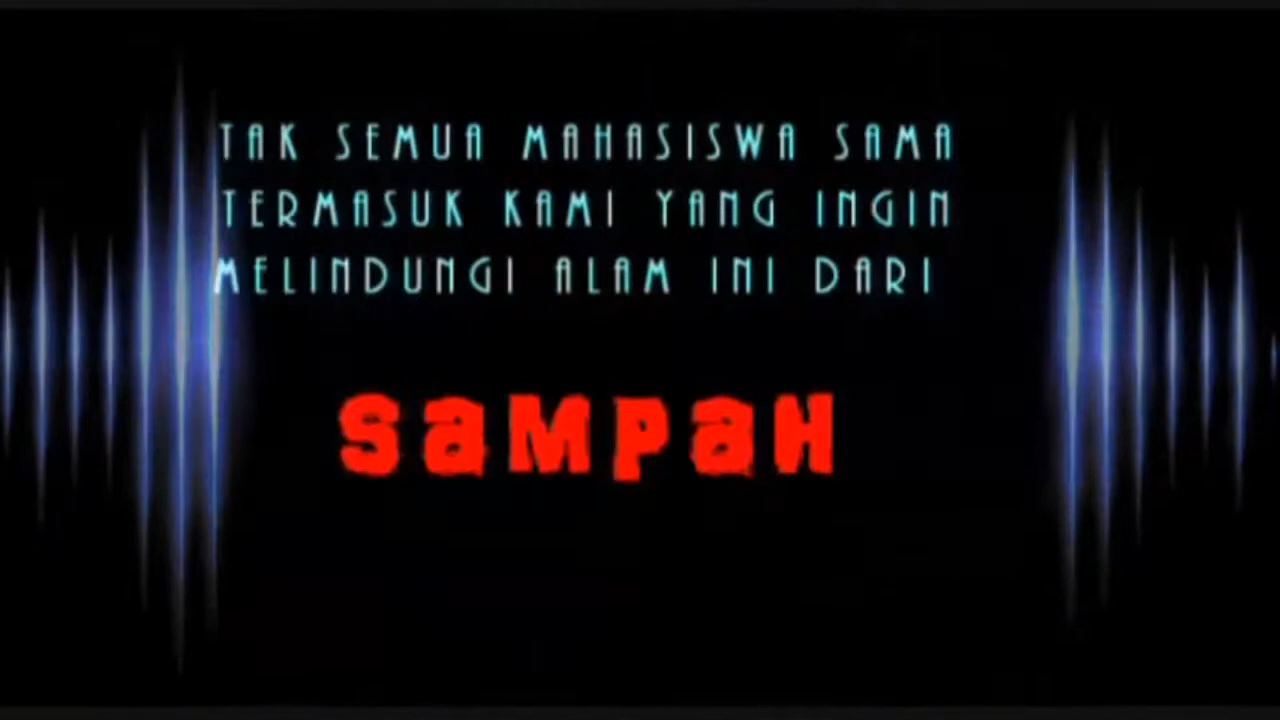 TAK SEMUA MAHASISWA SAMA
TERMASUK KAMI YANG INGIN
MELINDUNGI ALAM INI DARI
SaMPaH